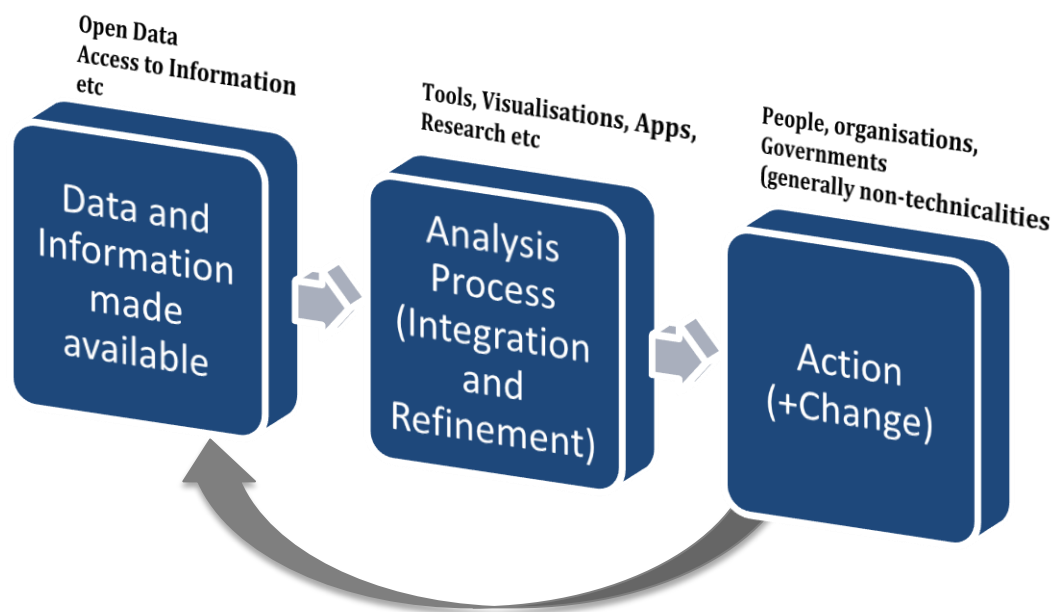 Open Data
Access to Information
etc
Data and
Information
made
available
Tools, Visualisations, Apps,
Research etc
Analysis
Process
(Integration
and
Refinement)
People, organisations,
Governments
(generally non-technicalities
Action
(+Change)